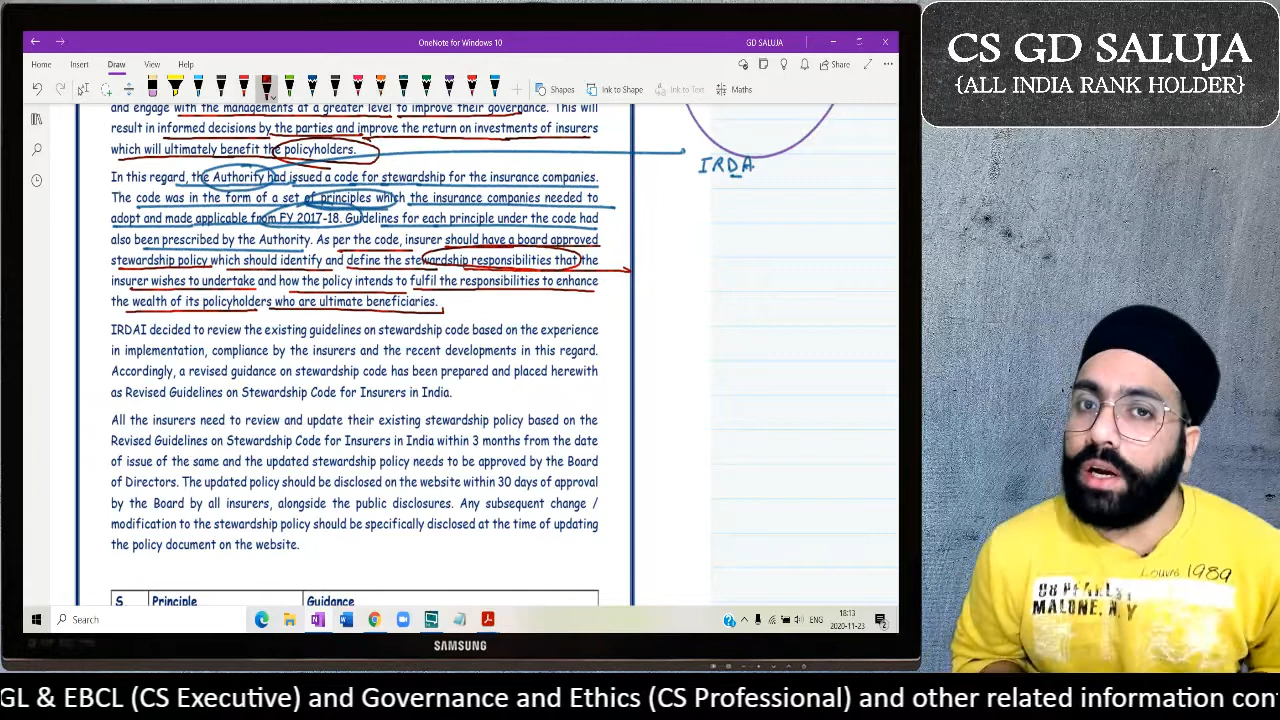 CS GD SALUJA
{ALL INDIA RANK HOLDER}
OneNote for Windows 10
GD SALUJA
Home Insert Draw View Help
Share
Shapes Ink to Shape Ink to Text Maths
and engage with the managements at a greater level to improve their governance. This will
result in informed decisions by the parties and improve the return on investments of insurers
which will ultimately benefit the policyholders.
IRDA
In this regard, the Authority had issued a code for stewardship for the insurance companies.
The code was in the form of a set of principles which the insurance companies needed to
adopt and made applicable from FY 2017-18. Guidelines for each principle under the code had
also been prescribed by the Authority. As per the code, insurer should have a board approved
stewardship policy which should identify and define the stewardship responsibilities that the
insurer wishes to undertake and how the policy intends to fulfil the responsibilities to enhance
the wealth of its policyholders who are ultimate beneficiaries.
IRDAI decided to review the existing guidelines on stewardship code based on the experience
in implementation, compliance by the insurers and the recent developments in this regard.
Accordingly, a revised guidance on stewardship code has been prepared and placed herewith
as Revised Guidelines on Stewardship Code for Insurers in India.
All the insurers need to review and update their existing stewardship policy based on the
Revised Guidelines on Stewardship Code for Insurers in India within 3 months from the date
of issue of the same and the updated stewardship policy needs to be approved by the Board
of Directors. The updated policy should be disclosed on the website within 30 days of approval
by the Board by all insurers, alongside the public disclosures. Any subsequent change /
modification to the stewardship policy should be specifically disclosed at the time of updating
the policy document on the website.
S Principle Guidance
Search
ENG
18:13
2020-11-23
SAMSUNG
Louvre 1989
MALONE, N.Y
GL & EBCL (CS Executive) and Governance and Ethics (CS Professional) and other related information con